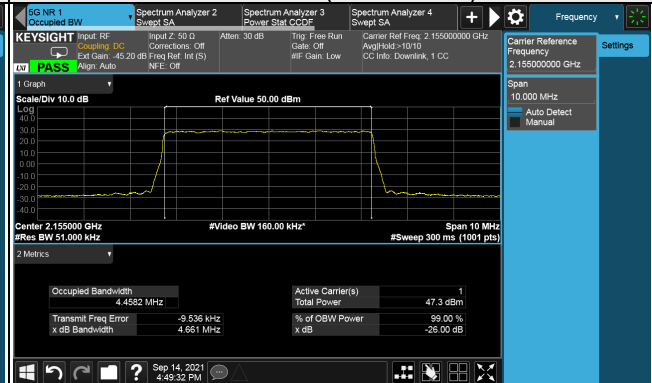 5G NR 1
Occupied BW
Spectrum Analyzer 2
Swept SA
Spectrum Analyzer 3
Power Stat CCDF
Spectrum Analyzer 4
Swept SA
+
Frequency
KEYSIGHT
Input: RF
Coupling: DC
Ext Gain: -45.20 dB
Align: Auto
Input Z: 50 Ω
Corrections: Off
Freq Ref: Int (S)
NFE: Off
Atten: 30 dB
Trig: Free Run
Gate: Off
#IF Gain: Low
Carrier Ref Freq: 2.155000000 GHz
Avg|Hold:>10/10
CC Info: Downlink, 1 CC
LXI PASS
Carrier Reference
Frequency
2.155000000 GHz
Settings
Span
10.000 MHz
Auto Detect
Manual
1 Graph
Scale/Div 10.0 dB
Ref Value 50.00 dBm
Log
40.0
30.0
20.0
10.0
0.00
-10.0
-20.0
-30.0
-40.0
Center 2.155000 GHz
#Video BW 160.00 kHz*
Span 10 MHz
#Res BW 51.000 kHz
#Sweep 300 ms (1001 pts)
2 Metrics
Occupied Bandwidth
4.4582 MHz
Transmit Freq Error -9.536 kHz
x dB Bandwidth 4.661 MHz
Active Carrier(s) 1
Total Power 47.3 dBm
% of OBW Power 99.00 %
x dB -26.00 dB
?
Sep 14, 2021
4:49:32 PM